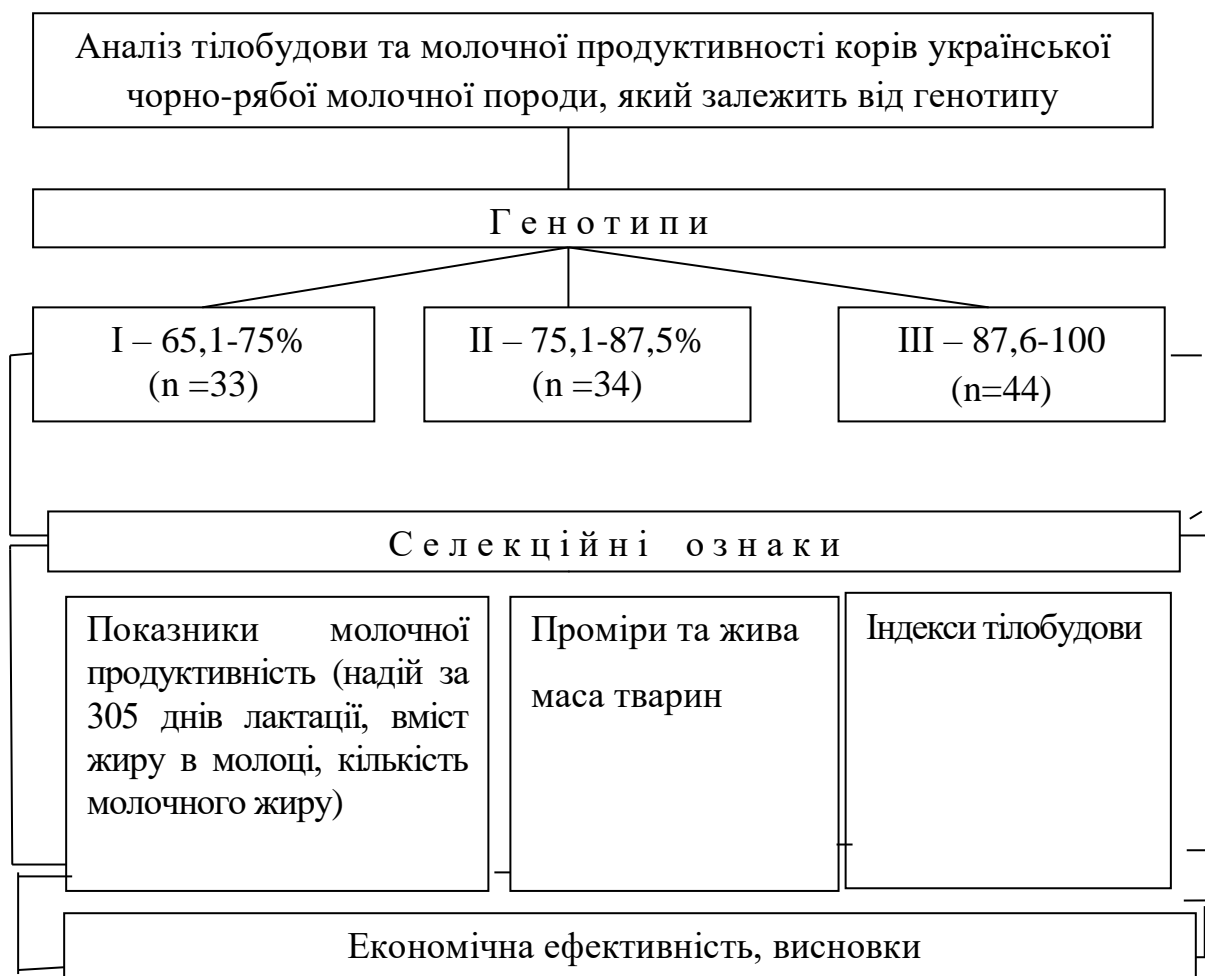 Аналіз тілобудови та молочної продуктивності корів української
чорно-рябої молочної породи, який залежить від генотипу
Г е н о т и п и
I – 65,1-75%
(n =33)
II – 75,1-87,5%
(n =34)
III – 87,6-100
(n=44)
С е л е к ц і й н і о з н а к и
Показники молочної
продуктивність (надій за
305 днів лактації, вміст
жиру в молоці, кількість
молочного жиру)
Проміри та жива
маса тварин
Індекси тілобудови
Економічна ефективність, висновки